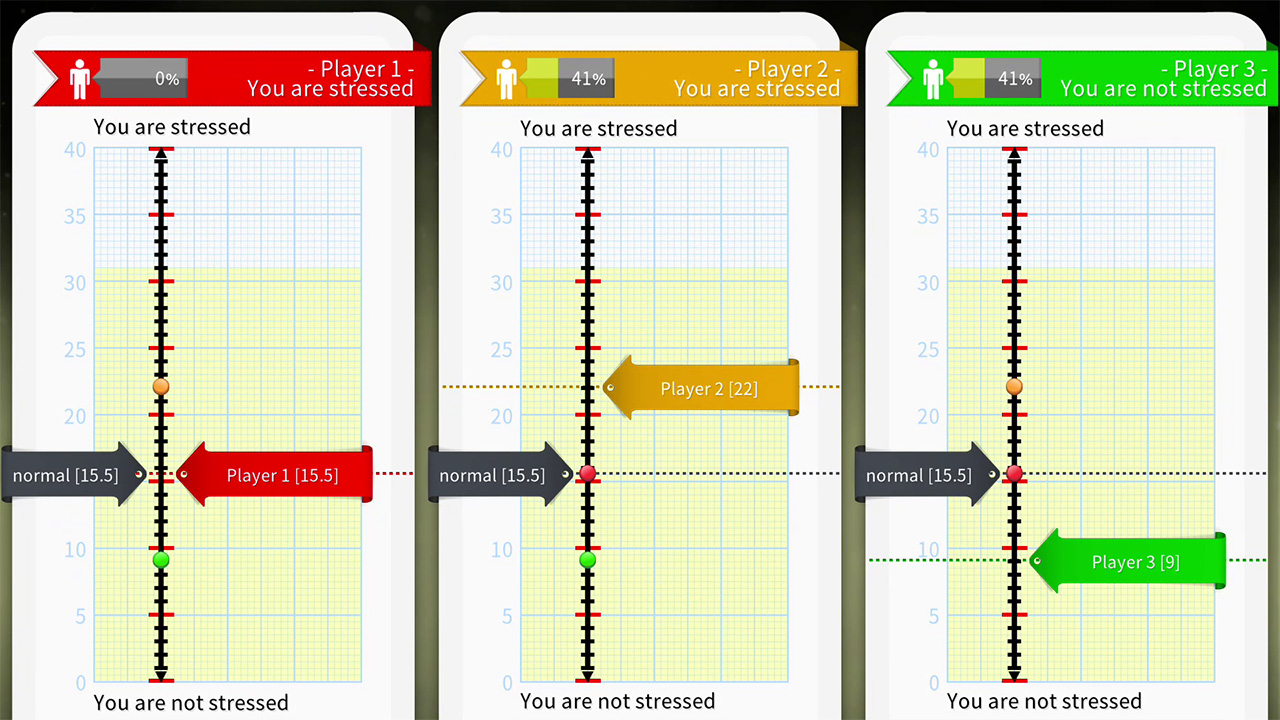 0%
- Player 1 -
You are stressed
You are stressed
40
35
30
25
20
normal [15.5]
Player 1 [15.5]
10
5
0
You are not stressed
41%
- Player 2 -
You are stressed
You are stressed
40
35
30
25
Player 2 [22]
20
normal [15.5]
10
5
0
You are not stressed
41%
- Player 3 -
You are not stressed
You are stressed
40
35
30
25
20
normal [15.5]
10
Player 3 [9]
5
0
You are not stressed